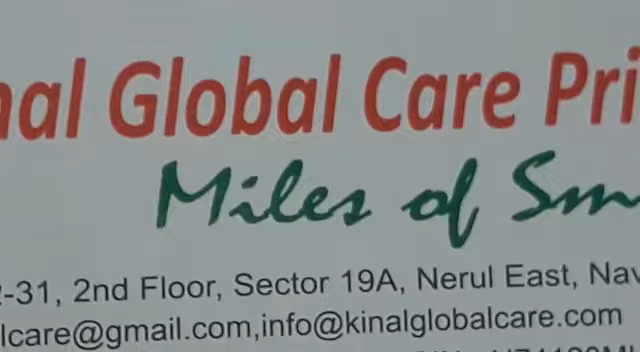 nal Global Care Pri
Miles of Sm
-31, 2nd Floor, Sector 19A, Nerul East, Nav
lcare@gmail.com,info@kinalglobalcare.com